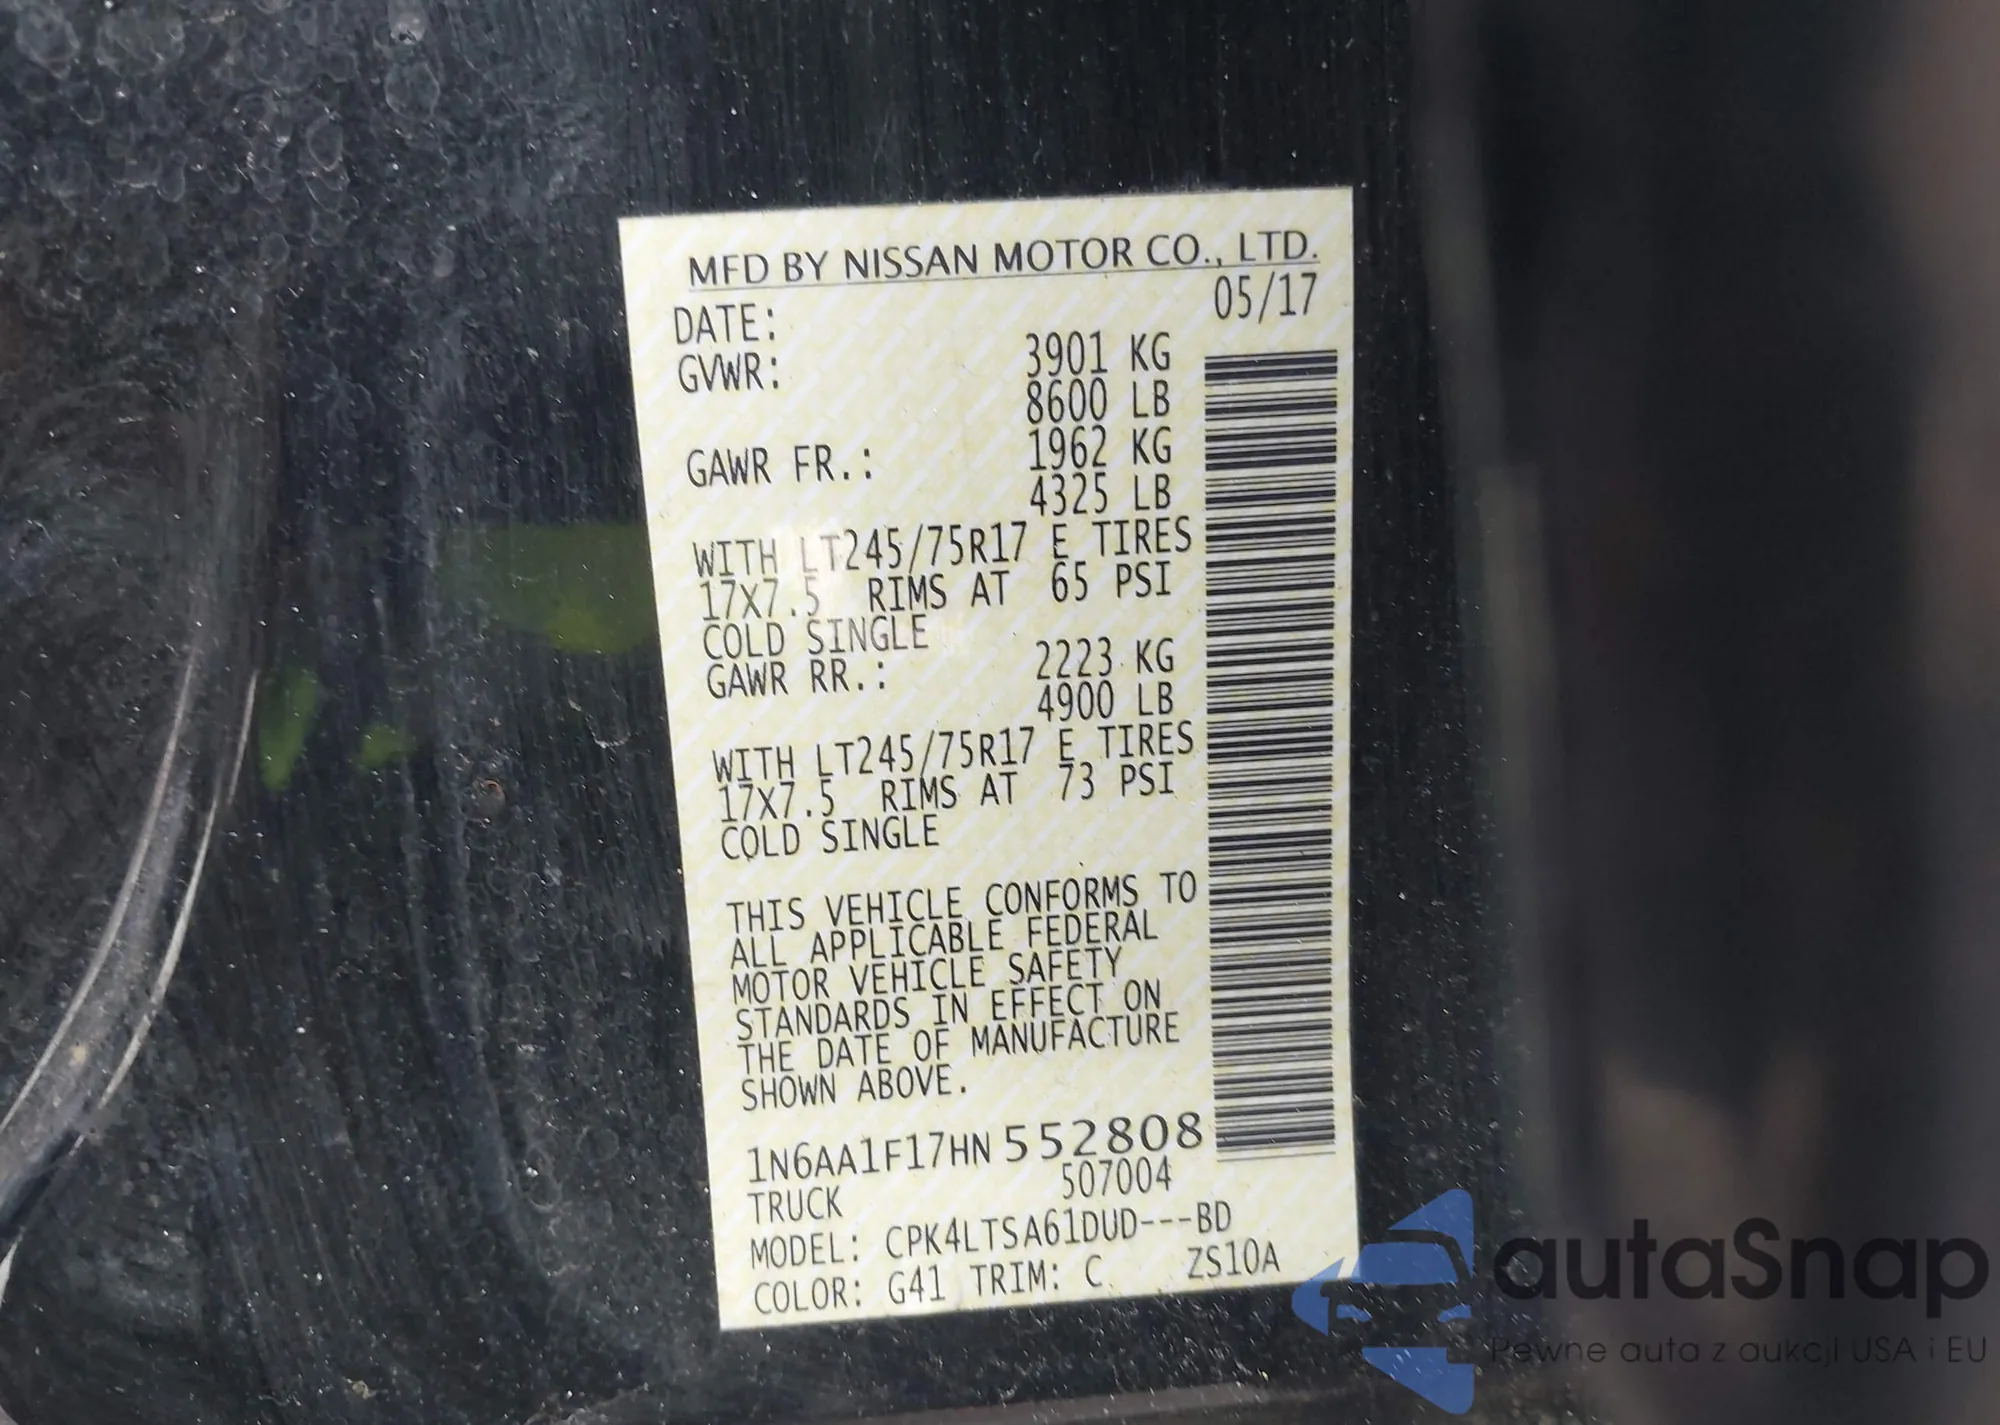 MFD BY NISSAN MOTOR CO., LTD.
DATE: 05/17
GVWR: 3901 KG
8600 LB
GAWR FR.: 1962 KG
4325 LB
WITH LT245/75R17 E TIRES
17X7.5 RIMS AT 65 PSI
COLD SINGLE
GAWR RR.: 2223 KG
4900 LB
WITH LT245/75R17 E TIRES
17X7.5 RIMS AT 73 PSI
COLD SINGLE
THIS VEHICLE CONFORMS TO
ALL APPLICABLE FEDERAL
MOTOR VEHICLE SAFETY
STANDARDS IN EFFECT ON
THE DATE OF MANUFACTURE
SHOWN ABOVE.
1N6AA1F17HN552808
TRUCK 507004
MODEL: CPK4LTSA61DUD---BD
COLOR: G41 TRIM: C ZS10A
autaSnap
Pewne auta z aukcji USA i EU